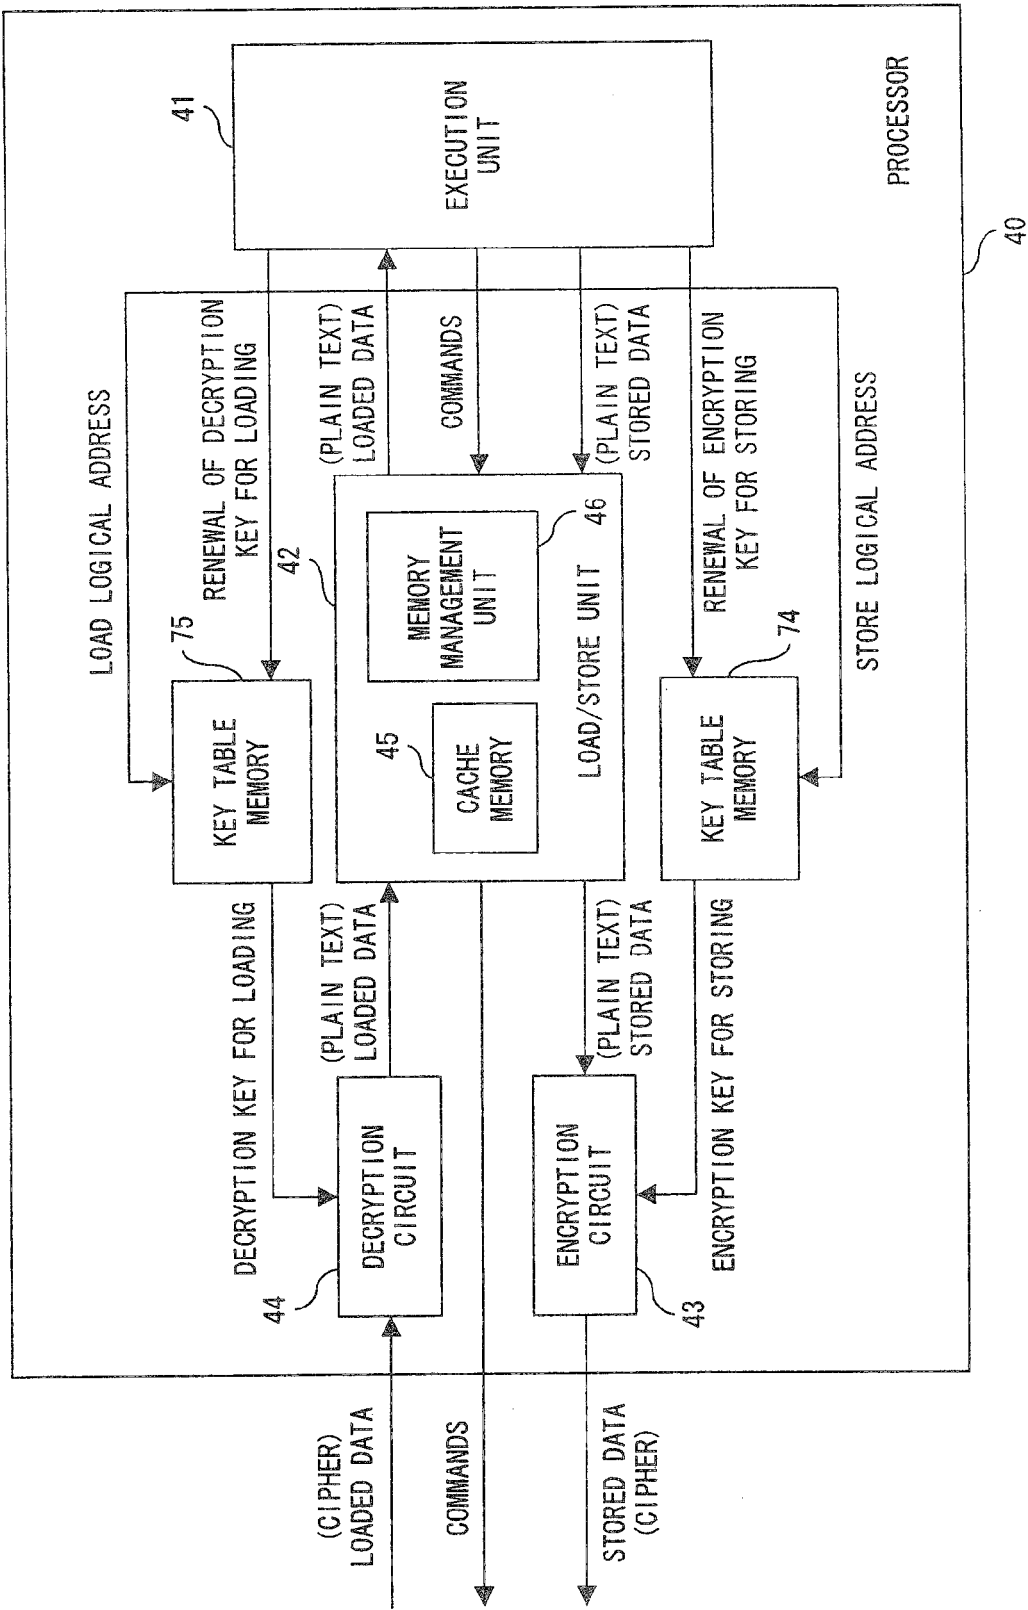 LOAD LOGICAL ADDRESS
RENEWAL OF DECRYPTION
KEY FOR LOADING
75
KEY TABLE
MEMORY
DECRYPTION KEY FOR LOADING
41
EXECUTION
UNIT
(PLAIN TEXT)
LOADED DATA
42
(PLAIN TEXT)
LOADED DATA
44
DECRYPTION
CIRCUIT
(CIPHER)
LOADED DATA
COMMANDS
MEMORY
MANAGEMENT
UNIT
46
45
CACHE
MEMORY
LOAD/STORE UNIT
COMMANDS
(PLAIN TEXT)
STORED DATA
(PLAIN TEXT)
STORED DATA
ENCRYPTION
CIRCUIT
43
STORED DATA
(CIPHER)
RENEWAL OF ENCRYPTION
KEY FOR STORING
74
KEY TABLE
MEMORY
ENCRYPTION KEY FOR STORING
STORE LOGICAL ADDRESS
PROCESSOR
40